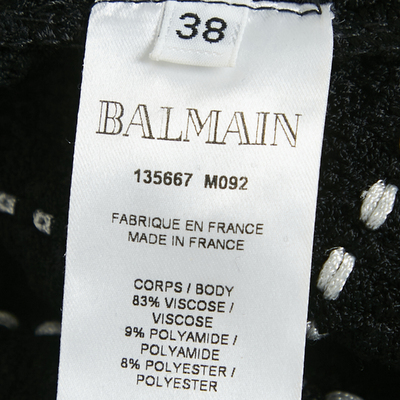 38
BALMAIN
135667 M092
FABRIQUE EN FRANCE
MADE IN FRANCE
CORPS / BODY
83% VISCOSE /
VISCOSE
9% POLYAMIDE /
POLYAMIDE
8% POLYESTER /
POLYESTER